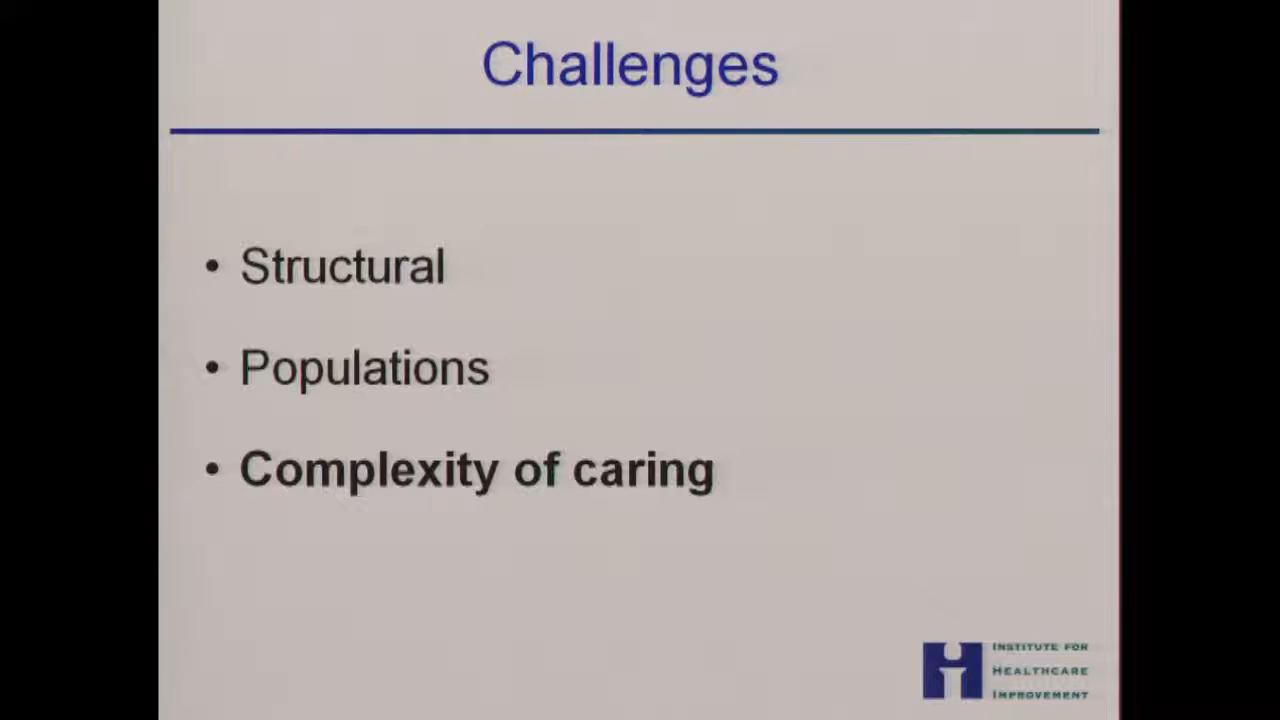 Challenges
• Structural
• Populations
• Complexity of caring
INSTITUTE FOR
HEALTHCARE
IMPROVEMENT